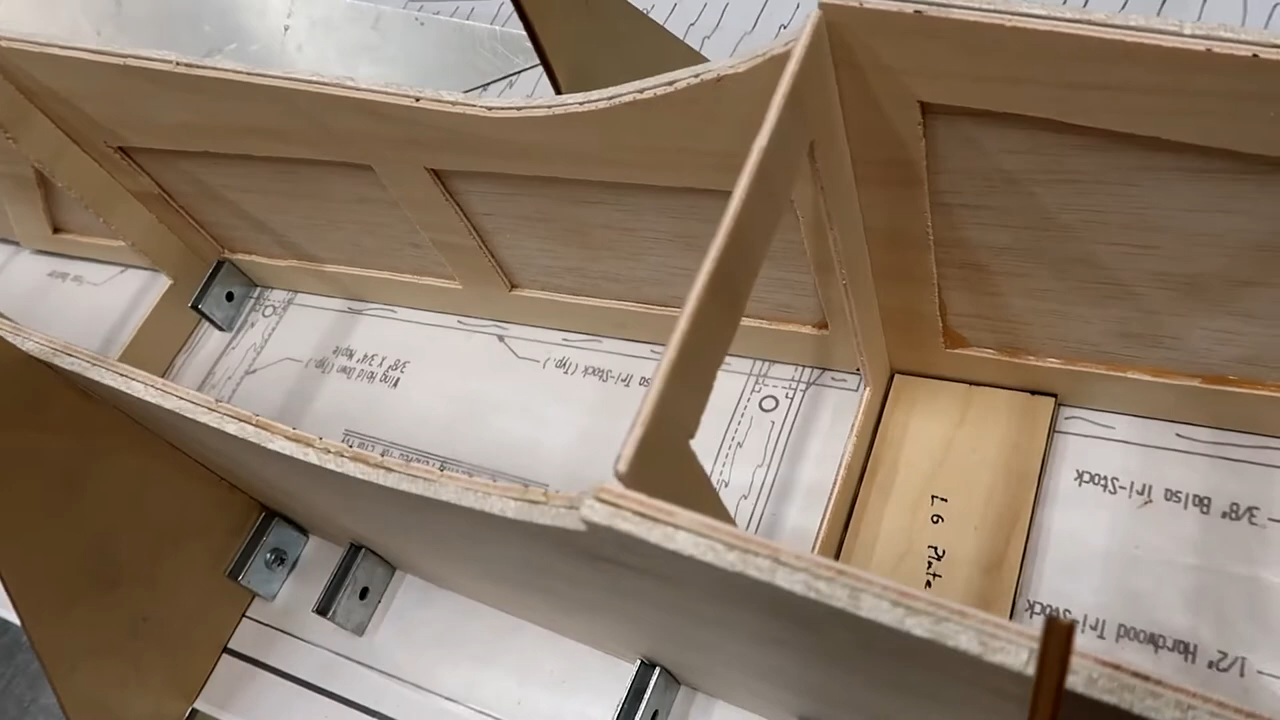 Wing Hold Down (Typ.)
3/8" X 3/4" Maple
Tri-Stock (Typ.)
LG Plate
3/8" Balsa Tri-Stock
1/2" Hardwood Tri-Stock